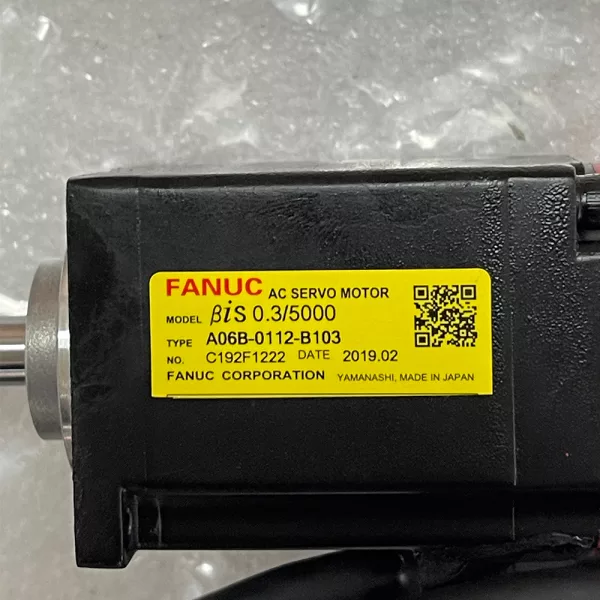 FANUC AC SERVO MOTOR
MODEL βiS 0.3/5000
TYPE A06B-0112-B103
NO. C192F1222 DATE 2019.02
FANUC CORPORATION YAMANASHI, MADE IN JAPAN